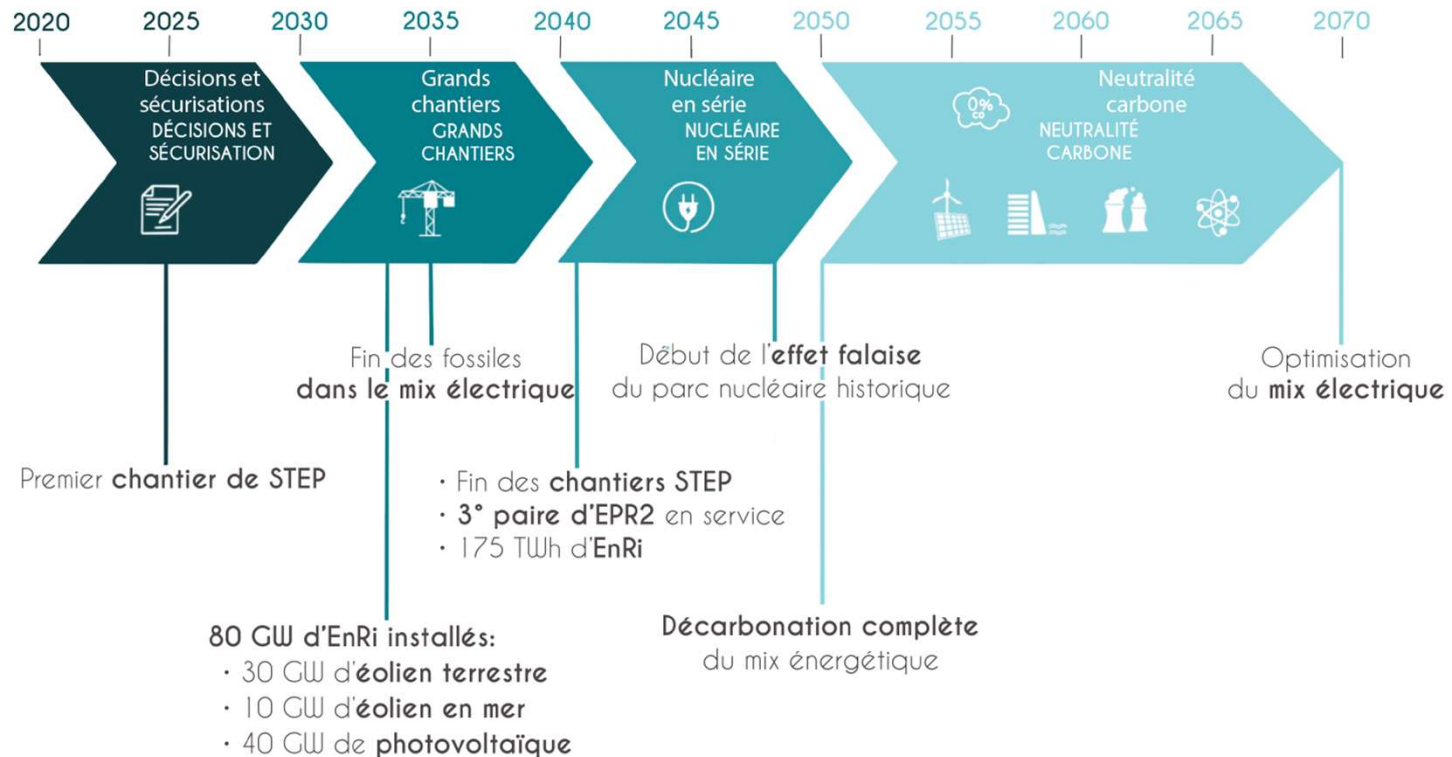 2020 2025 2030 2035 2040 2045 2050 2055 2060 2065 2070
Décisions et
sécurisations
DÉCISIONS ET
SÉCURISATION
Grands
chantiers
GRANDS
CHANTIERS
Nucléaire
en série
NUCLÉAIRE
EN SÉRIE
0%
CO
Neutralité
carbone
NEUTRALITÉ
CARBONE
Fin des fossiles
dans le mix électrique
Début de l'effet falaise
du parc nucléaire historique
Optimisation
du mix électrique
Premier chantier de STEP
· Fin des chantiers STEP
· 3° paire d'EPR2 en service
· 175 TWh d'EnRi
80 GW d'EnRi installés:
· 30 GW d'éolien terrestre
· 10 GW d'éolien en mer
· 40 GW de photovoltaïque
Décarbonation complète
du mix énergétique